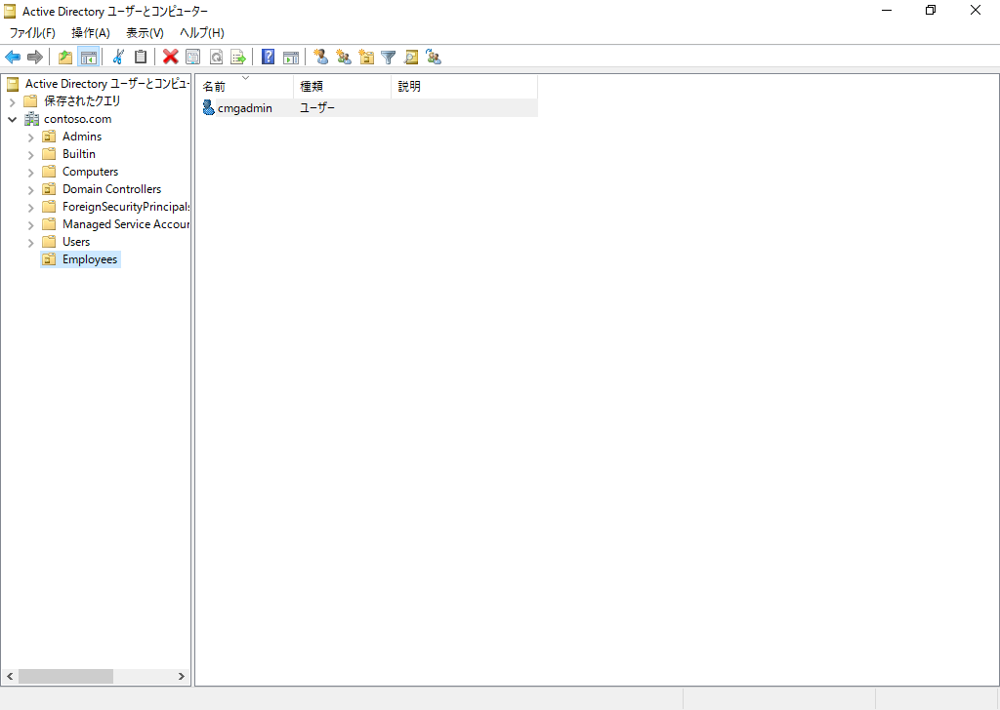 Active Directory ユーザーとコンピューター
ファイル(F) 操作(A) 表示(V) ヘルプ(H)
Active Directory ユーザーとコンピュ
保存されたクエリ
contoso.com
Admins
Builtin
Computers
Domain Controllers
ForeignSecurityPrincipals
Managed Service Accour
Users
Employees
名前 種類 説明
cmgadmin ユーザー